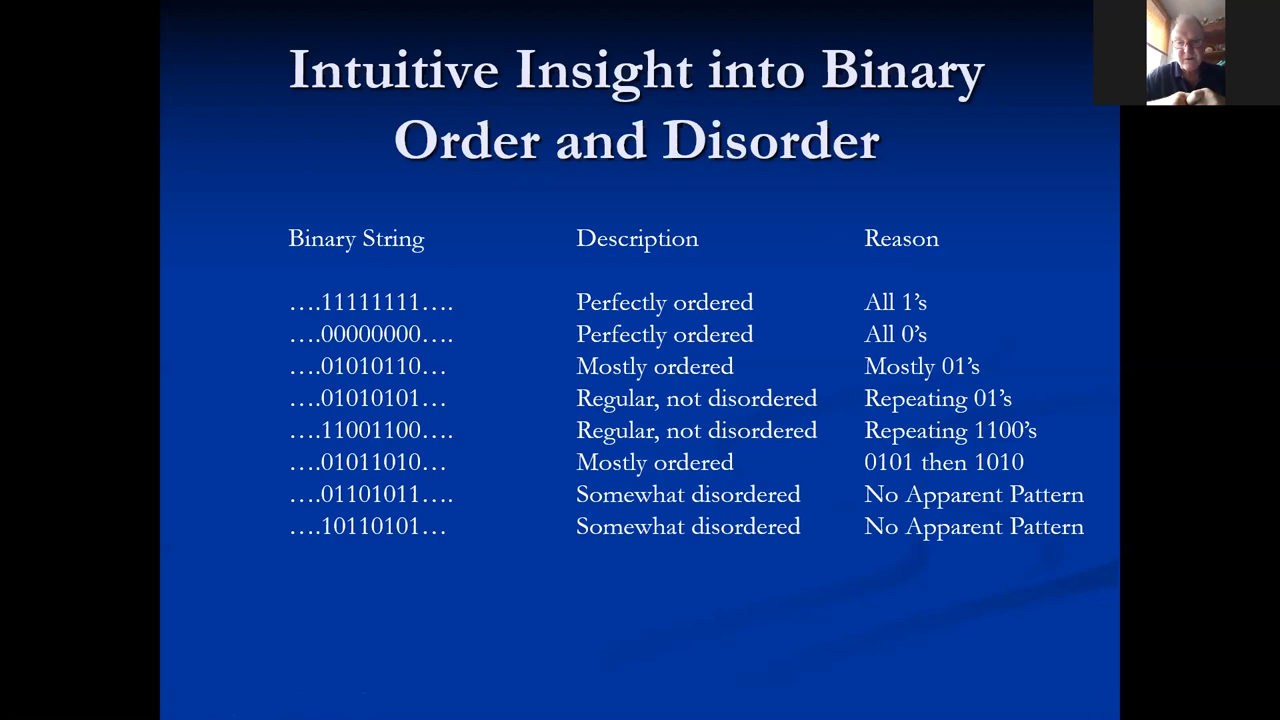 Intuitive Insight into Binary
Order and Disorder
Binary String Description Reason
….11111111…. Perfectly ordered All 1’s
….00000000…. Perfectly ordered All 0’s
….01010110… Mostly ordered Mostly 01’s
….01010101… Regular, not disordered Repeating 01’s
….11001100…. Regular, not disordered Repeating 1100’s
….01011010… Mostly ordered 0101 then 1010
….01101011…. Somewhat disordered No Apparent Pattern
….10110101… Somewhat disordered No Apparent Pattern